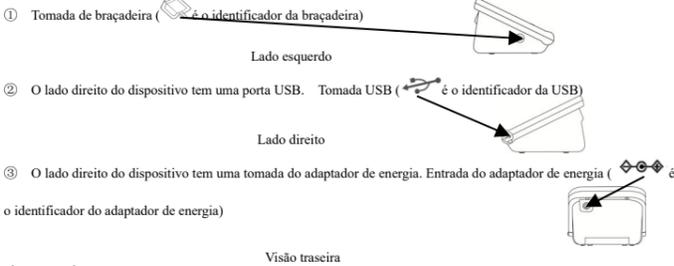 ① Tomada de braçadeira ( é o identificador da braçadeira)
Lado esquerdo
② O lado direito do dispositivo tem uma porta USB. Tomada USB ( é o identificador da USB)
Lado direito
③ O lado direito do dispositivo tem uma tomada do adaptador de energia. Entrada do adaptador de energia ( é
o identificador do adaptador de energia)
Visão traseira